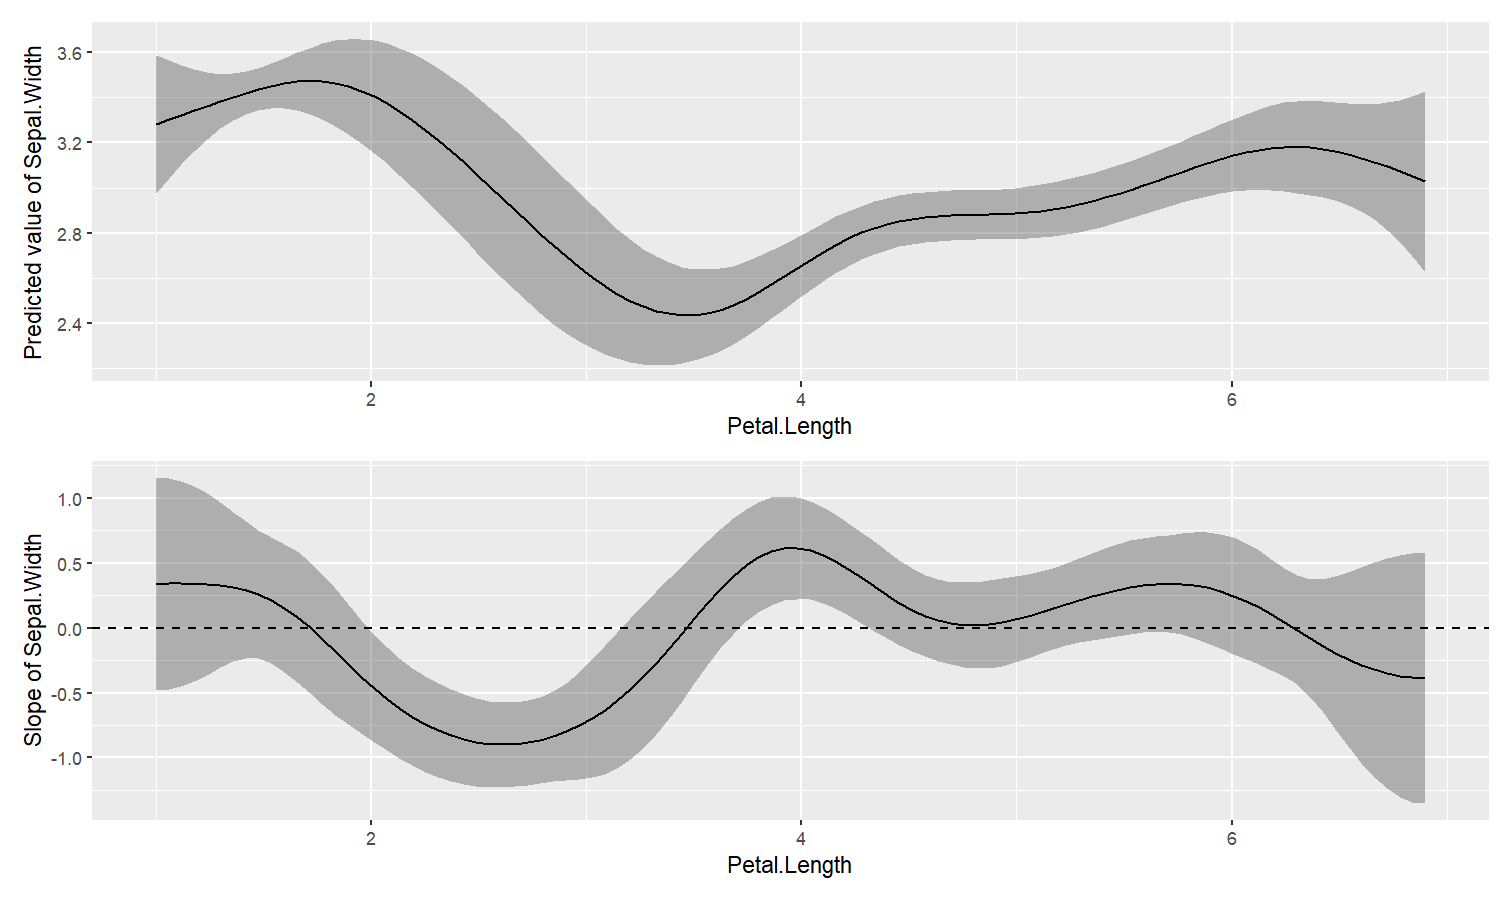 Predicted value of Sepal.Width
3.6
3.2
2.8
2.4
2 4 6
Petal.Length
Slope of Sepal.Width
1.0
0.5
0.0
-0.5
-1.0
2 4 6
Petal.Length